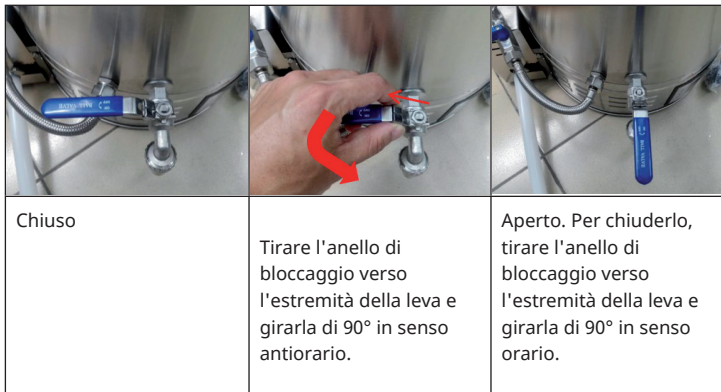 Chiuso
Tirare l'anello di
bloccaggio verso
l'estremità della leva e
girarla di 90° in senso
antiorario.
Aperto. Per chiuderlo,
tirare l'anello di
bloccaggio verso
l'estremità della leva e
girarla di 90° in senso
orario.